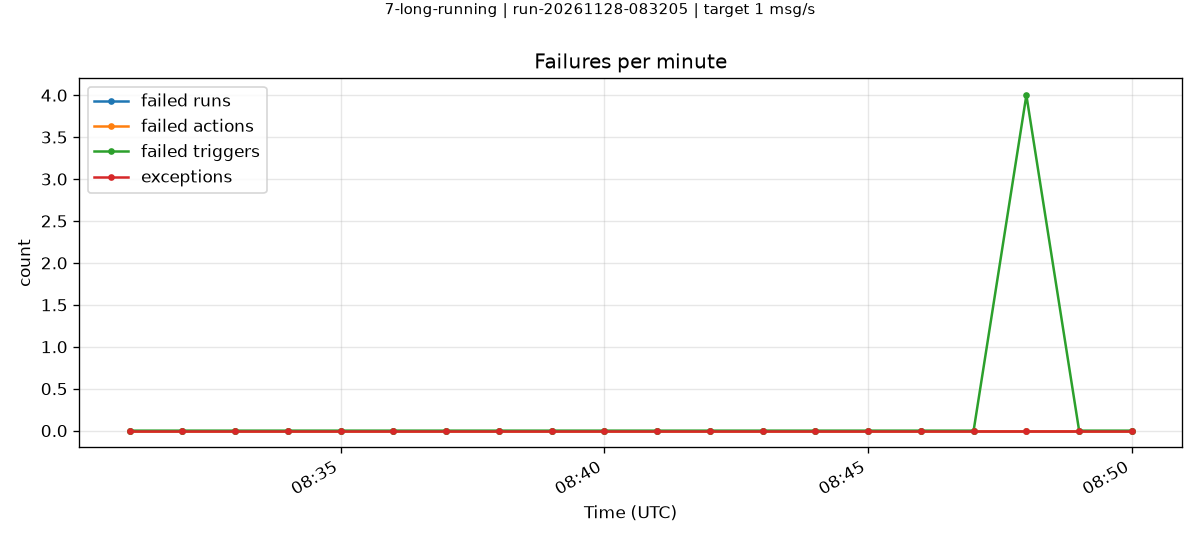 7-long-running | run-20261128-083205 | target 1 msg/s
Failures per minute
failed runs
failed actions
failed triggers
exceptions
4.0
3.5
3.0
2.5
2.0
1.5
1.0
0.5
0.0
count
08:35
08:40
08:45
08:50
Time (UTC)